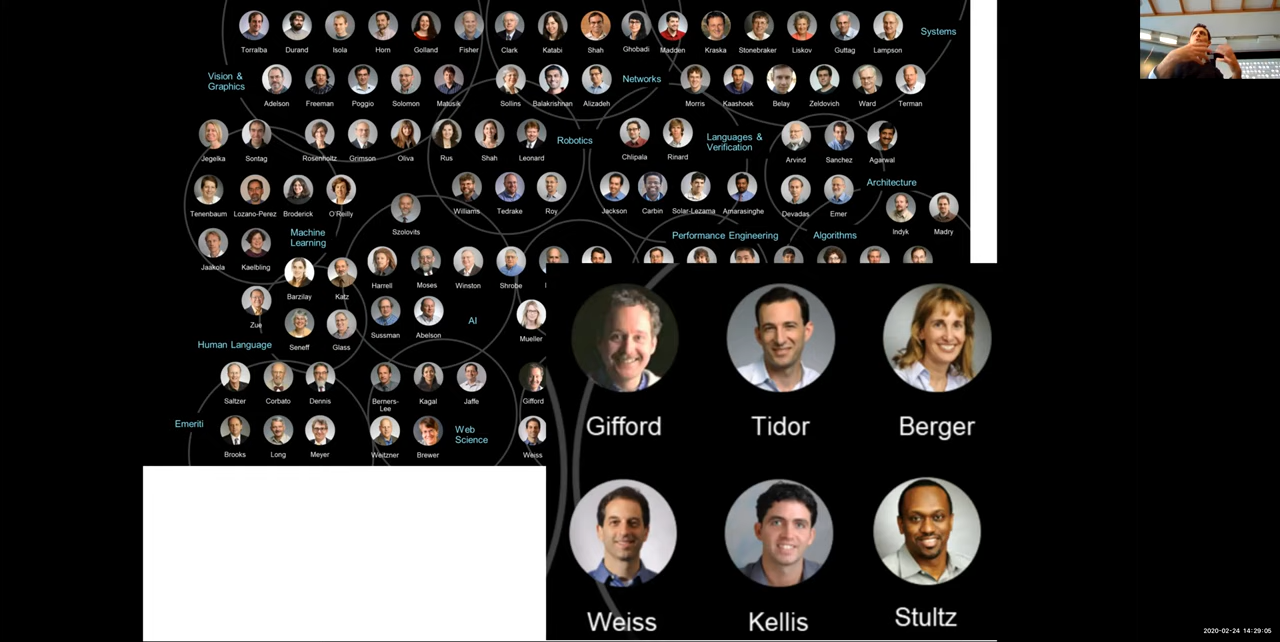 Torralba Durand Isola Horn Golland Fisher Clark Katabi Shah Ghobadi Madden Kraska Stonebraker Liskov Guttag Lampson
Systems
Vision &
Graphics
Adelson Freeman Poggio Solomon Matusik Sollins Balakrishnan Alizadeh
Networks
Morris Kaashoek Belay Zeldovich Ward Terman
Jegelka Sontag Rosenholtz Grimson Oliva Rus Shah Leonard
Robotics
Chlipala Rinard
Languages &
Verification
Arvind Sanchez Agarwal
Architecture
Tenenbaum Lozano-Perez Broderick O'Reilly
Szolovits
Williams Tedrake Roy
Jackson Carbin Solar-Lezama Amarasinghe
Devadas Emer
Indyk Madry
Machine
Learning
Performance Engineering
Algorithms
Jaakola Kaelbling
Barzilay Katz
Harrell Moses Winston Shrobe
Zue
Seneff Glass
Sussman Abelson
AI
Mueller
Human Language
Saltzer Corbato Dennis
Berners-
Lee
Kagal Jaffe
Gifford
Emeriti
Brooks Long Meyer
Weitzner Brewer
Web
Science
Weiss
Gifford Tidor Berger
Weiss Kellis Stultz
2020-02-24 14:29:05